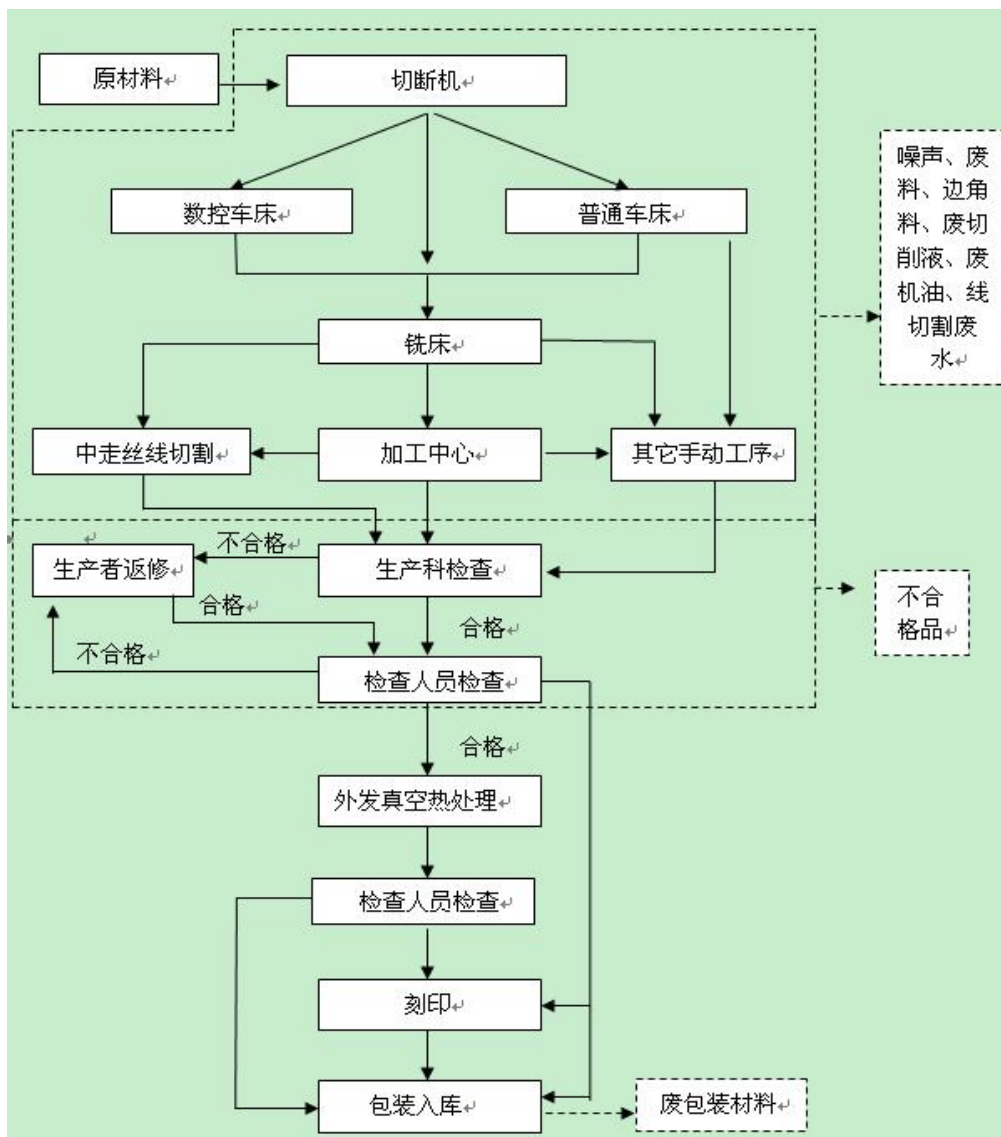 原材料
切断机
数控车床
普通车床
噪声、废
料、边角
料、废切
削液、废
机油、线
切割废
水
铣床
中走丝线切割
加工中心
其它手动工序
不合格
生产者返修
生产科检查
合格
合格
不合格
检查人员检查
不合
格品
合格
外发真空热处理
检查人员检查
刻印
包装入库
废包装材料